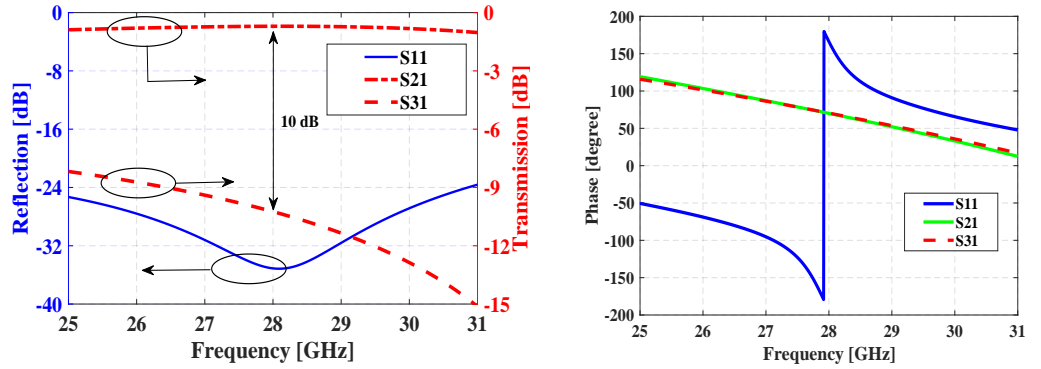 0
-8
-16
-24
-32
-40
Reflection [dB]
0
-3
-6
-9
-12
-15
Transmission [dB]
S11
S21
S31
10 dB
25 26 27 28 29 30 31
Frequency [GHz]
200
150
100
50
0
-50
-100
-150
-200
Phase [degree]
S11
S21
S31
25 26 27 28 29 30 31
Frequency [GHz]